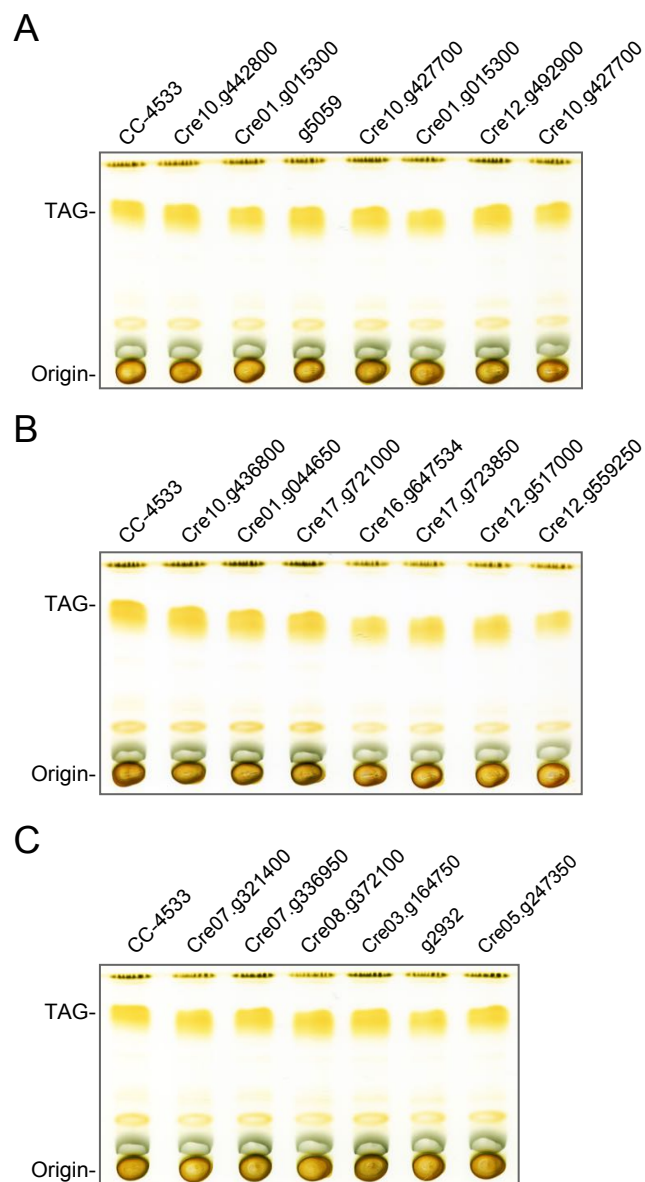 A
CC-4533
Cre10.g442800
Cre01.g015300
g5059
Cre10.g427700
Cre01.g015300
Cre12.g492900
Cre10.g427700
TAG-
Origin-
B
CC-4533
Cre10.g436800
Cre01.g044650
Cre17.g721000
Cre16.g647534
Cre17.g723850
Cre12.g517000
Cre12.g559250
TAG-
Origin-
C
CC-4533
Cre07.g321400
Cre07.g336950
Cre08.g372100
Cre03.g164750
g2932
Cre05.g247350
TAG-
Origin-